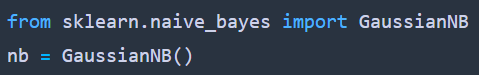 from sklearn.naive_bayes import GaussianNB
nb = GaussianNB()